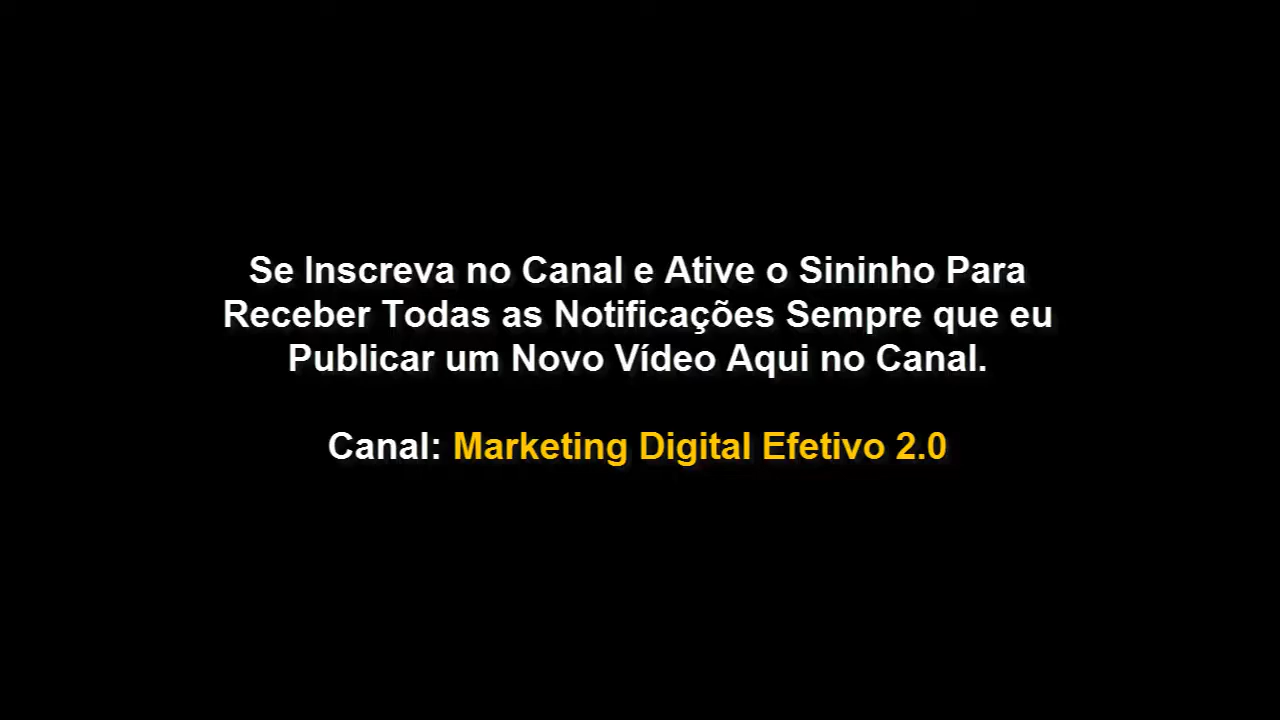 Se Inscreva no Canal e Ative o Sininho Para
Receber Todas as Notificações Sempre que eu
Publicar um Novo Vídeo Aqui no Canal.
Canal: Marketing Digital Efetivo 2.0